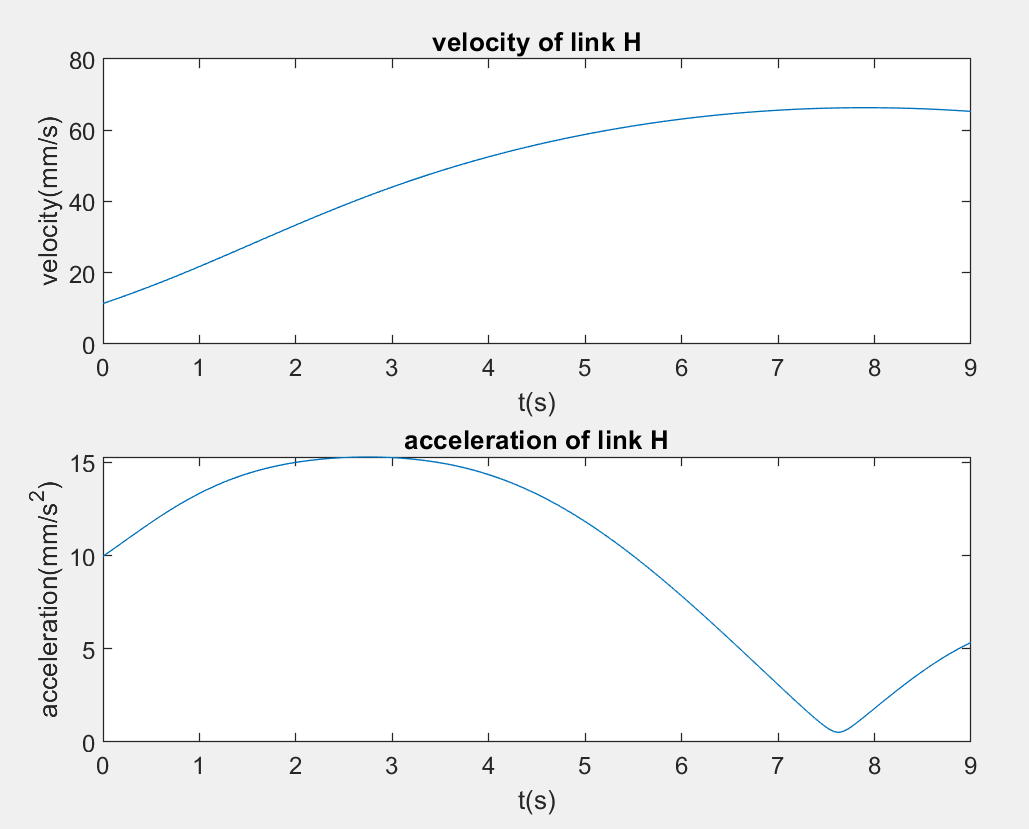 velocity of link H
80
60
40
20
0
velocity(mm/s)
0 1 2 3 4 5 6 7 8 9
t(s)
acceleration of link H
15
10
5
0
acceleration(mm/s²)
0 1 2 3 4 5 6 7 8 9
t(s)